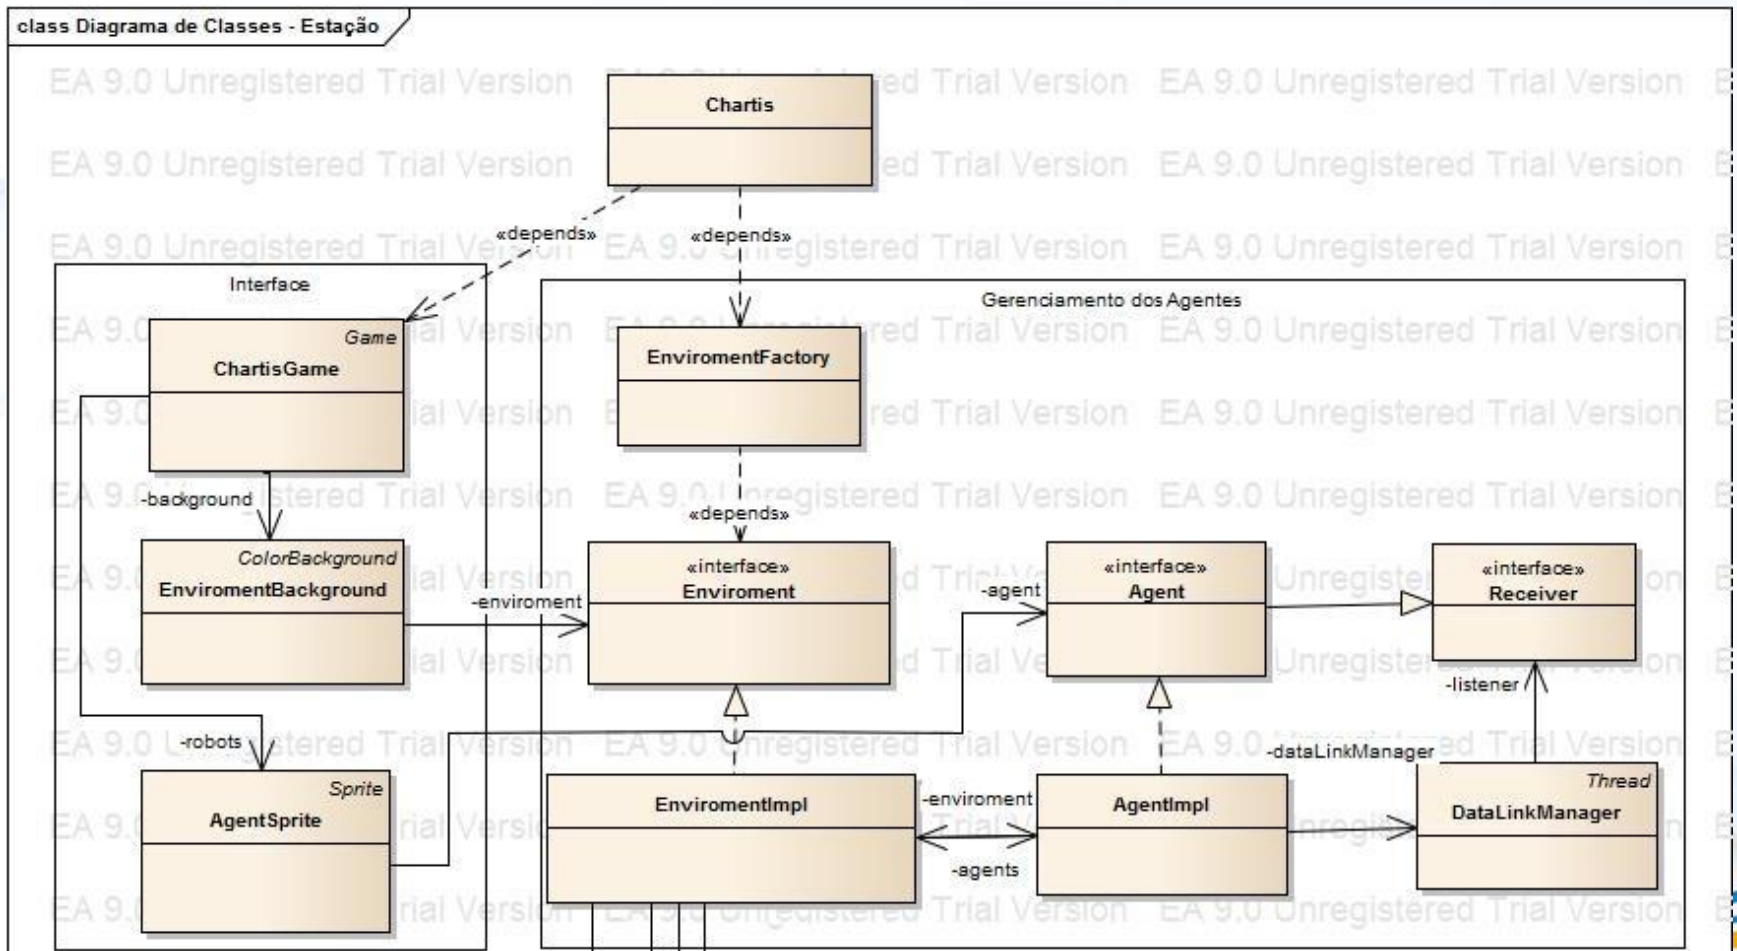 class Diagrama de Classes - Estação
EA 9.0 Unregistered Trial Version
Chartis
«depends»
«depends»
Interface
Gerenciamento dos Agentes
Game
ChartisGame
EnviromentFactory
-background
«depends»
ColorBackground
EnviromentBackground
-enviroment
«interface»
Enviroment
-agent
«interface»
Agent
«interface»
Receiver
-listener
-robots
-dataLinkManager
Sprite
AgentSprite
EnviromentImpl
-enviroment
-agents
AgentImpl
Thread
DataLinkManager